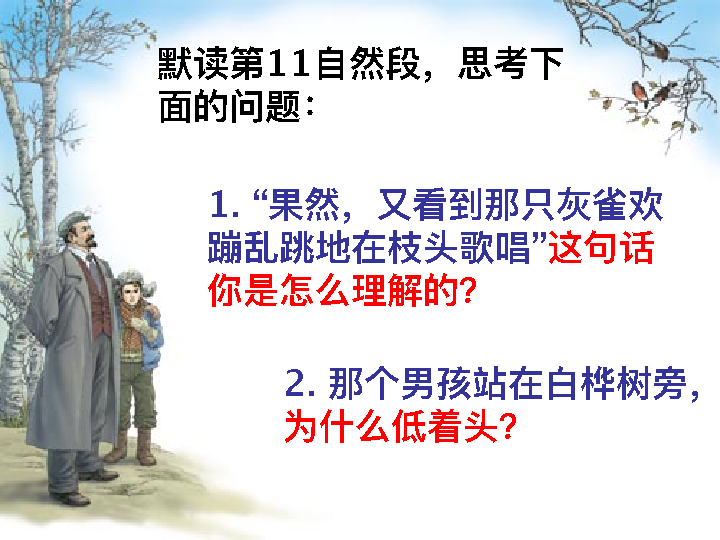 默读第11自然段，思考下
面的问题：
1. “果然，又看到那只灰雀欢
蹦乱跳地在枝头歌唱”这句话
你是怎么理解的？
2. 那个男孩站在白桦树旁，
为什么低着头？